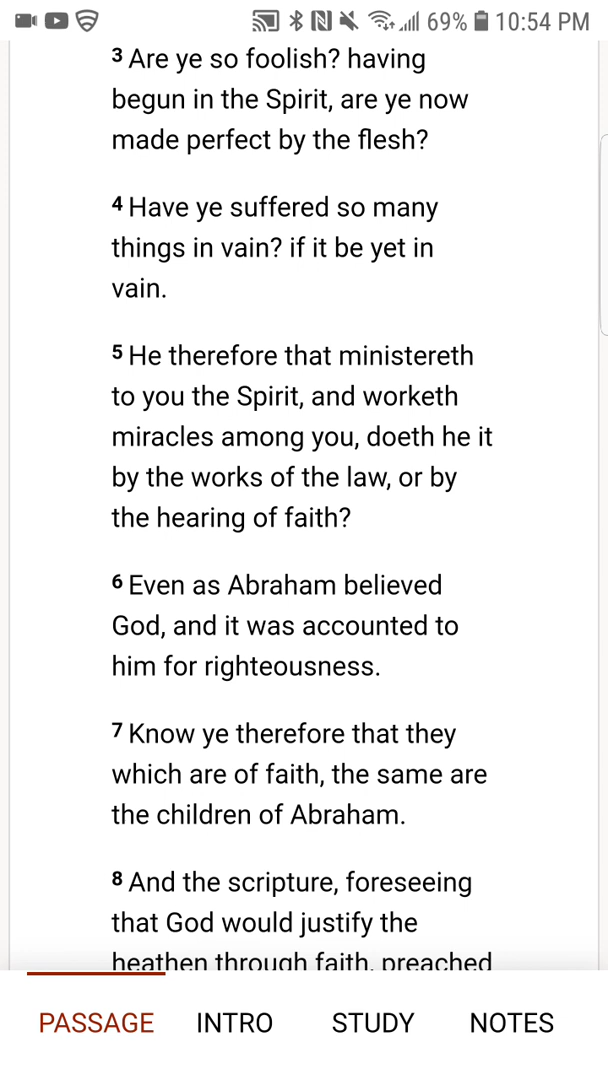 69% 10:54 PM
3 Are ye so foolish? having
begun in the Spirit, are ye now
made perfect by the flesh?
4 Have ye suffered so many
things in vain? if it be yet in
vain.
5 He therefore that ministereth
to you the Spirit, and worketh
miracles among you, doeth he it
by the works of the law, or by
the hearing of faith?
6 Even as Abraham believed
God, and it was accounted to
him for righteousness.
7 Know ye therefore that they
which are of faith, the same are
the children of Abraham.
8 And the scripture, foreseeing
that God would justify the
heathen through faith, preached
PASSAGE INTRO STUDY NOTES